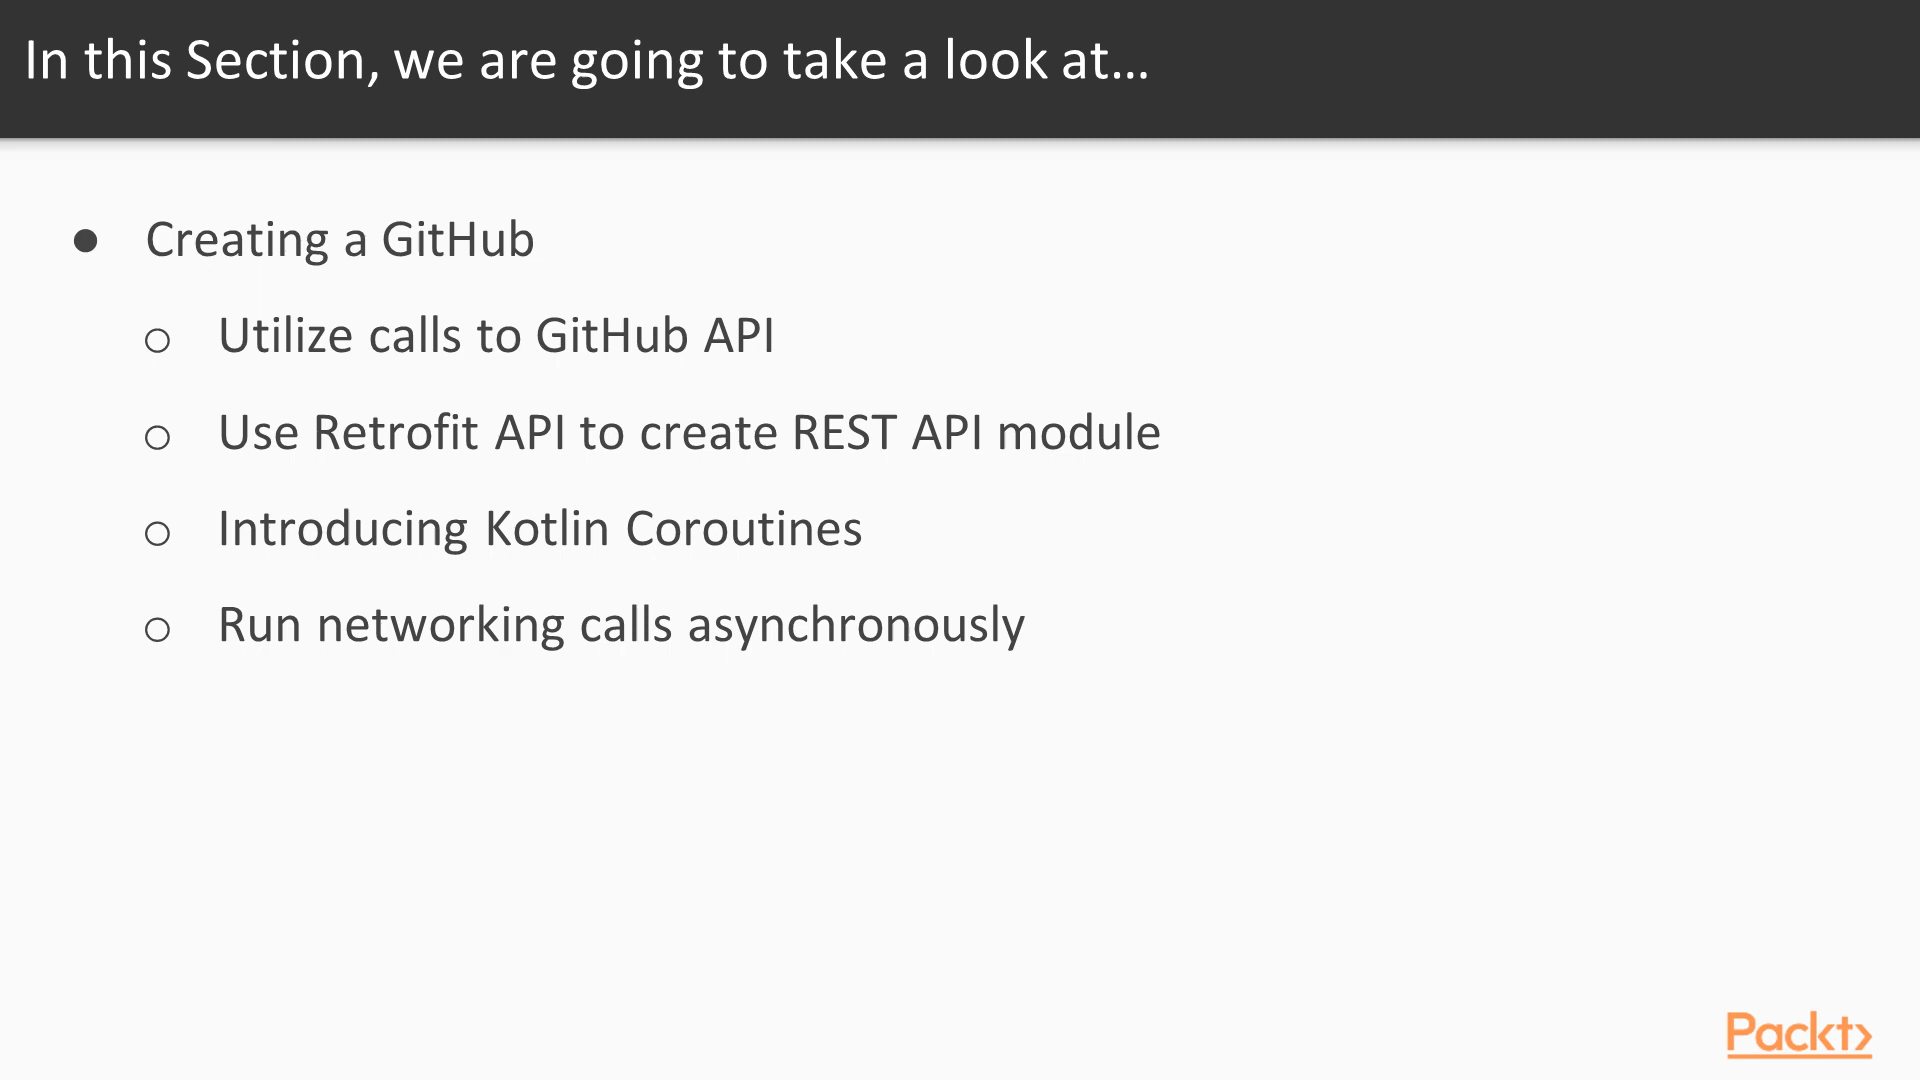 In this Section, we are going to take a look at...
● Creating a GitHub
○ Utilize calls to GitHub API
○ Use Retrofit API to create REST API module
○ Introducing Kotlin Coroutines
○ Run networking calls asynchronously
Packt>